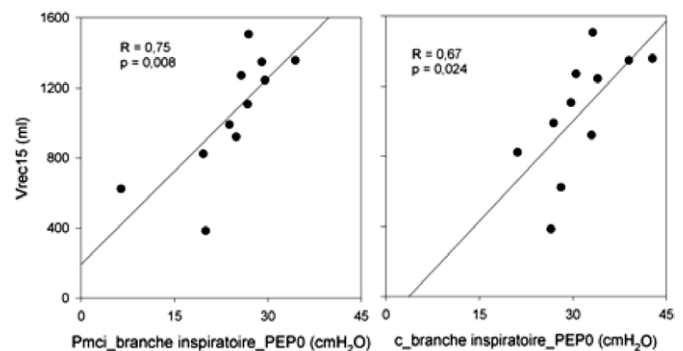 1600
1200
800
400
0
Vrec15 (ml)
R = 0,75
p = 0,008
0 15 30 45
Pmci_branche inspiratoire_PEP0 (cmH2O)
R = 0,67
p = 0,024
0 15 30 45
c_branche inspiratoire_PEP0 (cmH2O)